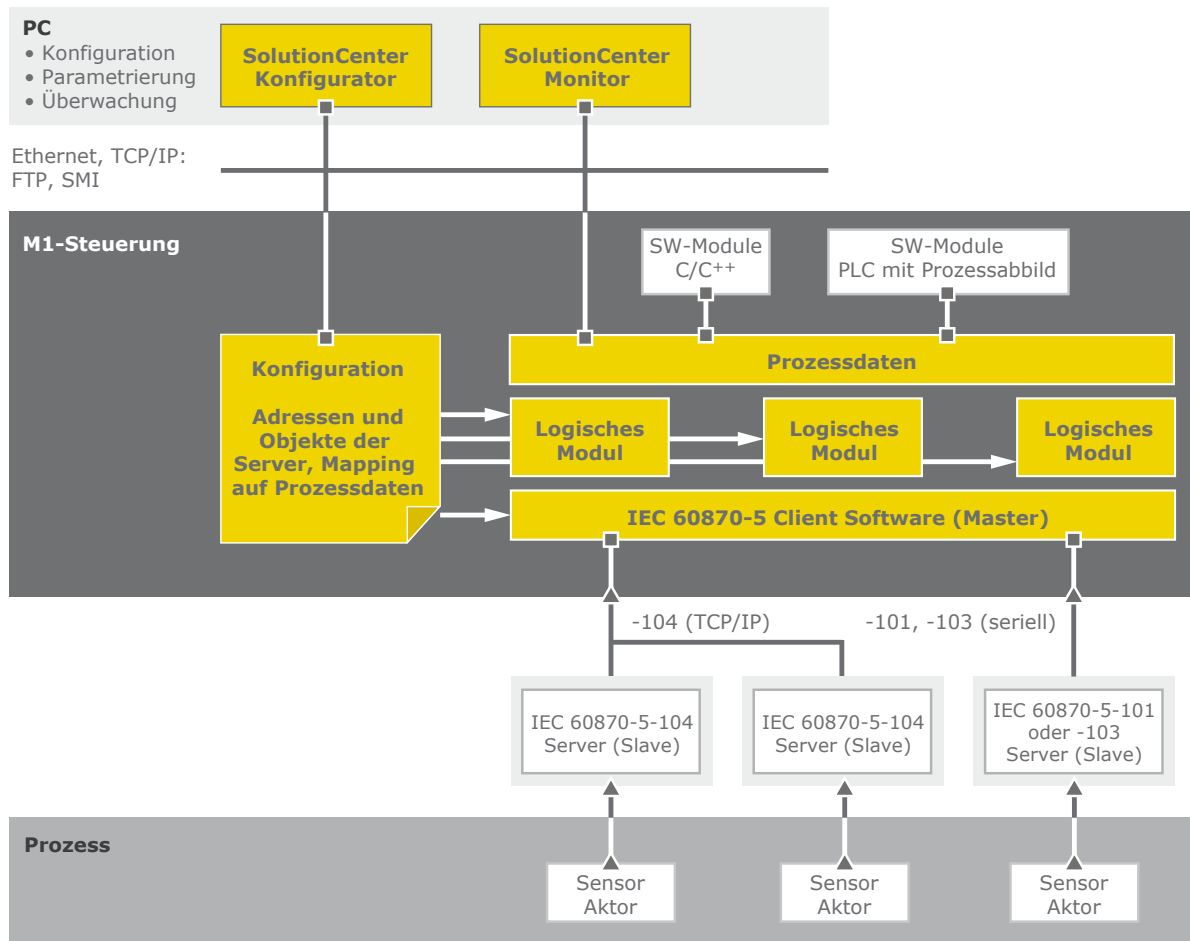 PC
• Konfiguration
• Parametrierung
• Überwachung
SolutionCenter
Konfigurator
SolutionCenter
Monitor
Ethernet, TCP/IP:
FTP, SMI
M1-Steuerung
SW-Module
C/C++
SW-Module
PLC mit Prozessabbild
Konfiguration
Adressen und
Objekte der
Server, Mapping
auf Prozessdaten
Prozessdaten
Logisches
Modul
Logisches
Modul
Logisches
Modul
IEC 60870-5 Client Software (Master)
-104 (TCP/IP)
-101, -103 (seriell)
IEC 60870-5-104
Server (Slave)
IEC 60870-5-104
Server (Slave)
IEC 60870-5-101
oder -103
Server (Slave)
Prozess
Sensor
Aktor
Sensor
Aktor
Sensor
Aktor